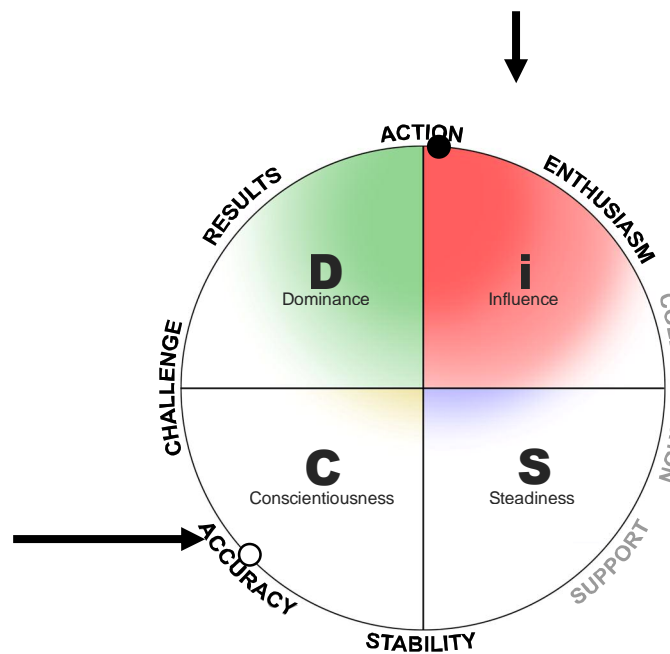 ACTION
RESULTS
ENTHUSIASM
D
Dominance
i
Influence
CHALLENGE
C
Conscientiousness
S
Steadiness
ACCURACY
SUPPORT
STABILITY